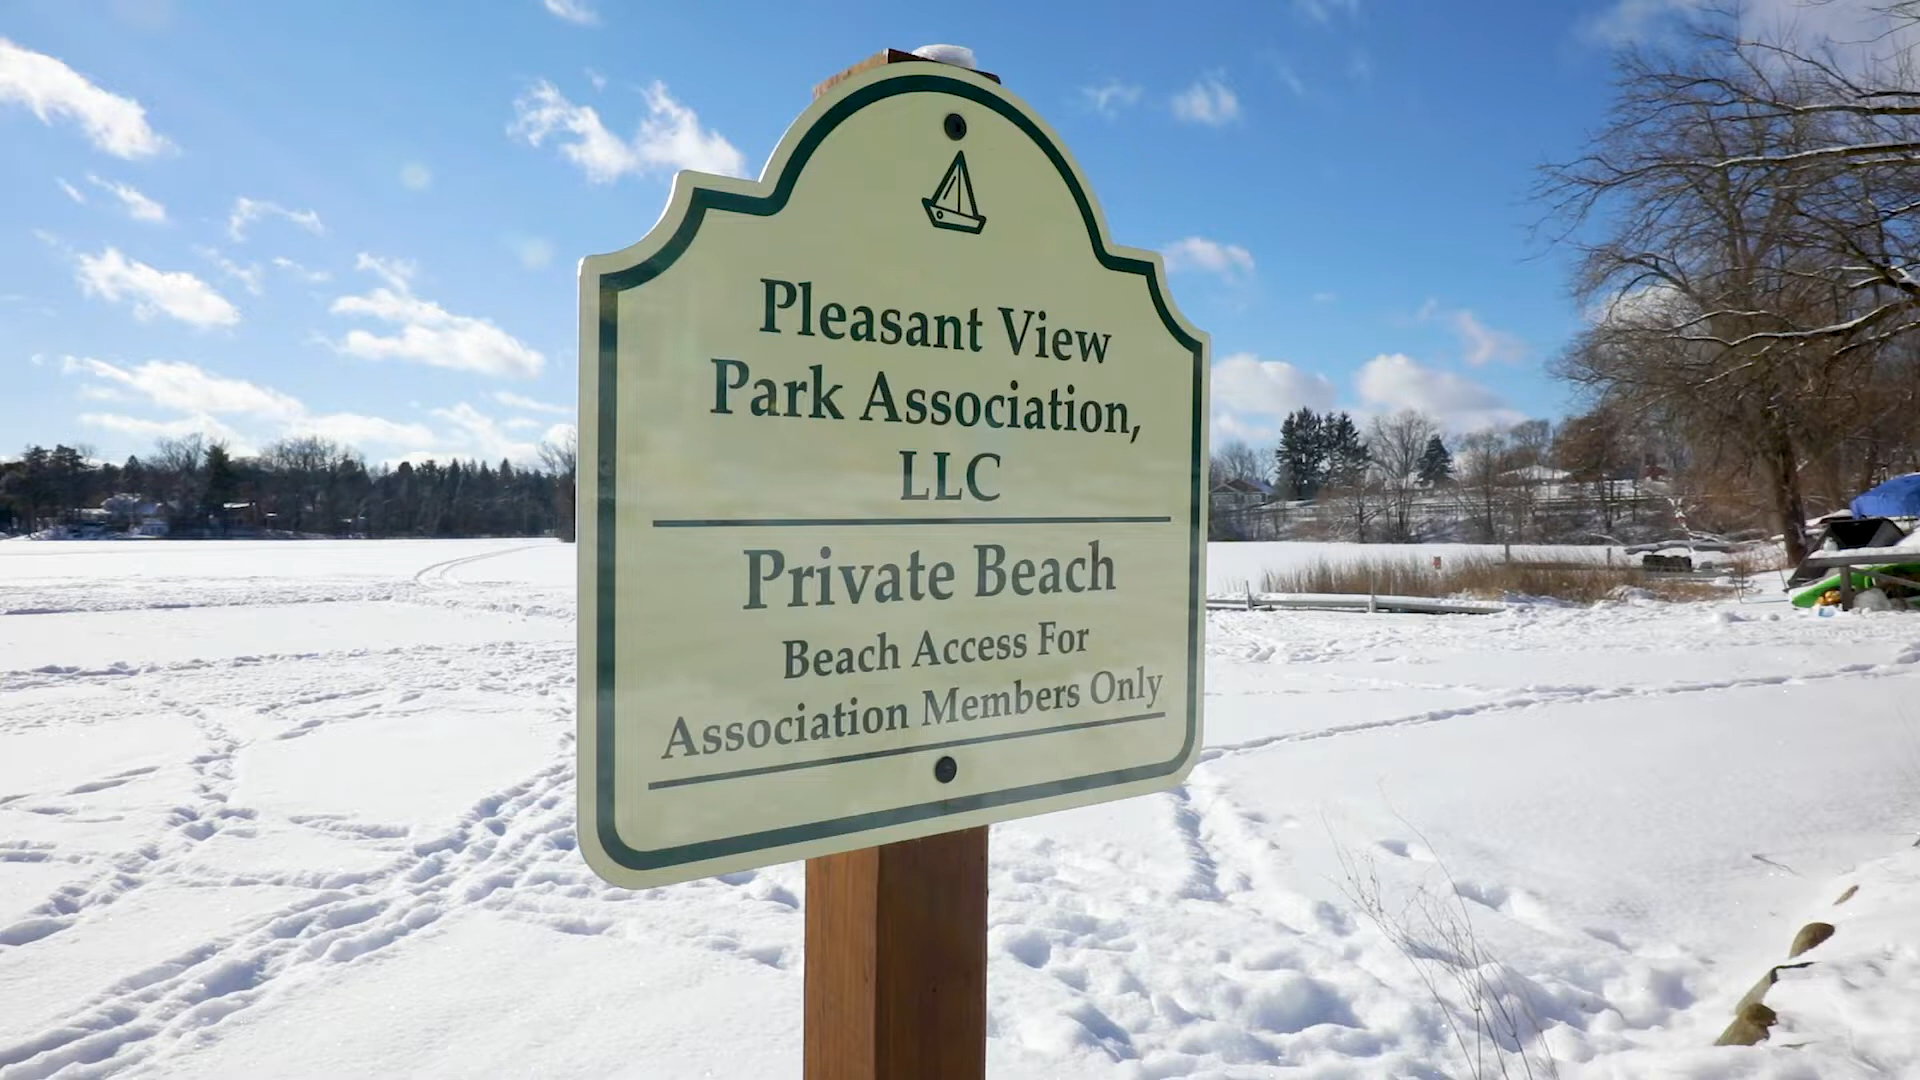 Pleasant View
Park Association,
LLC
Private Beach
Beach Access For
Association Members Only